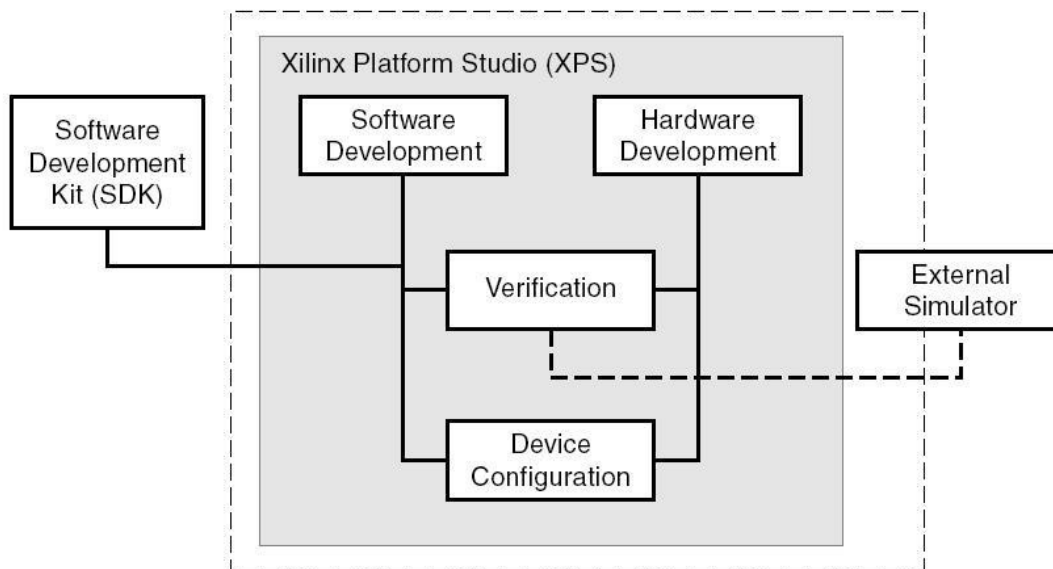 Xilinx Platform Studio (XPS)
Software
Development
Kit (SDK)
Software
Development
Hardware
Development
Verification
External
Simulator
Device
Configuration